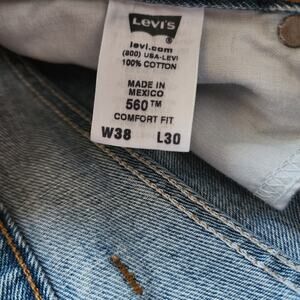 Levi's
levi.com
(800) USA-LEVI
100% COTTON
MADE IN
MEXICO
560™
COMFORT FIT
W38 L30